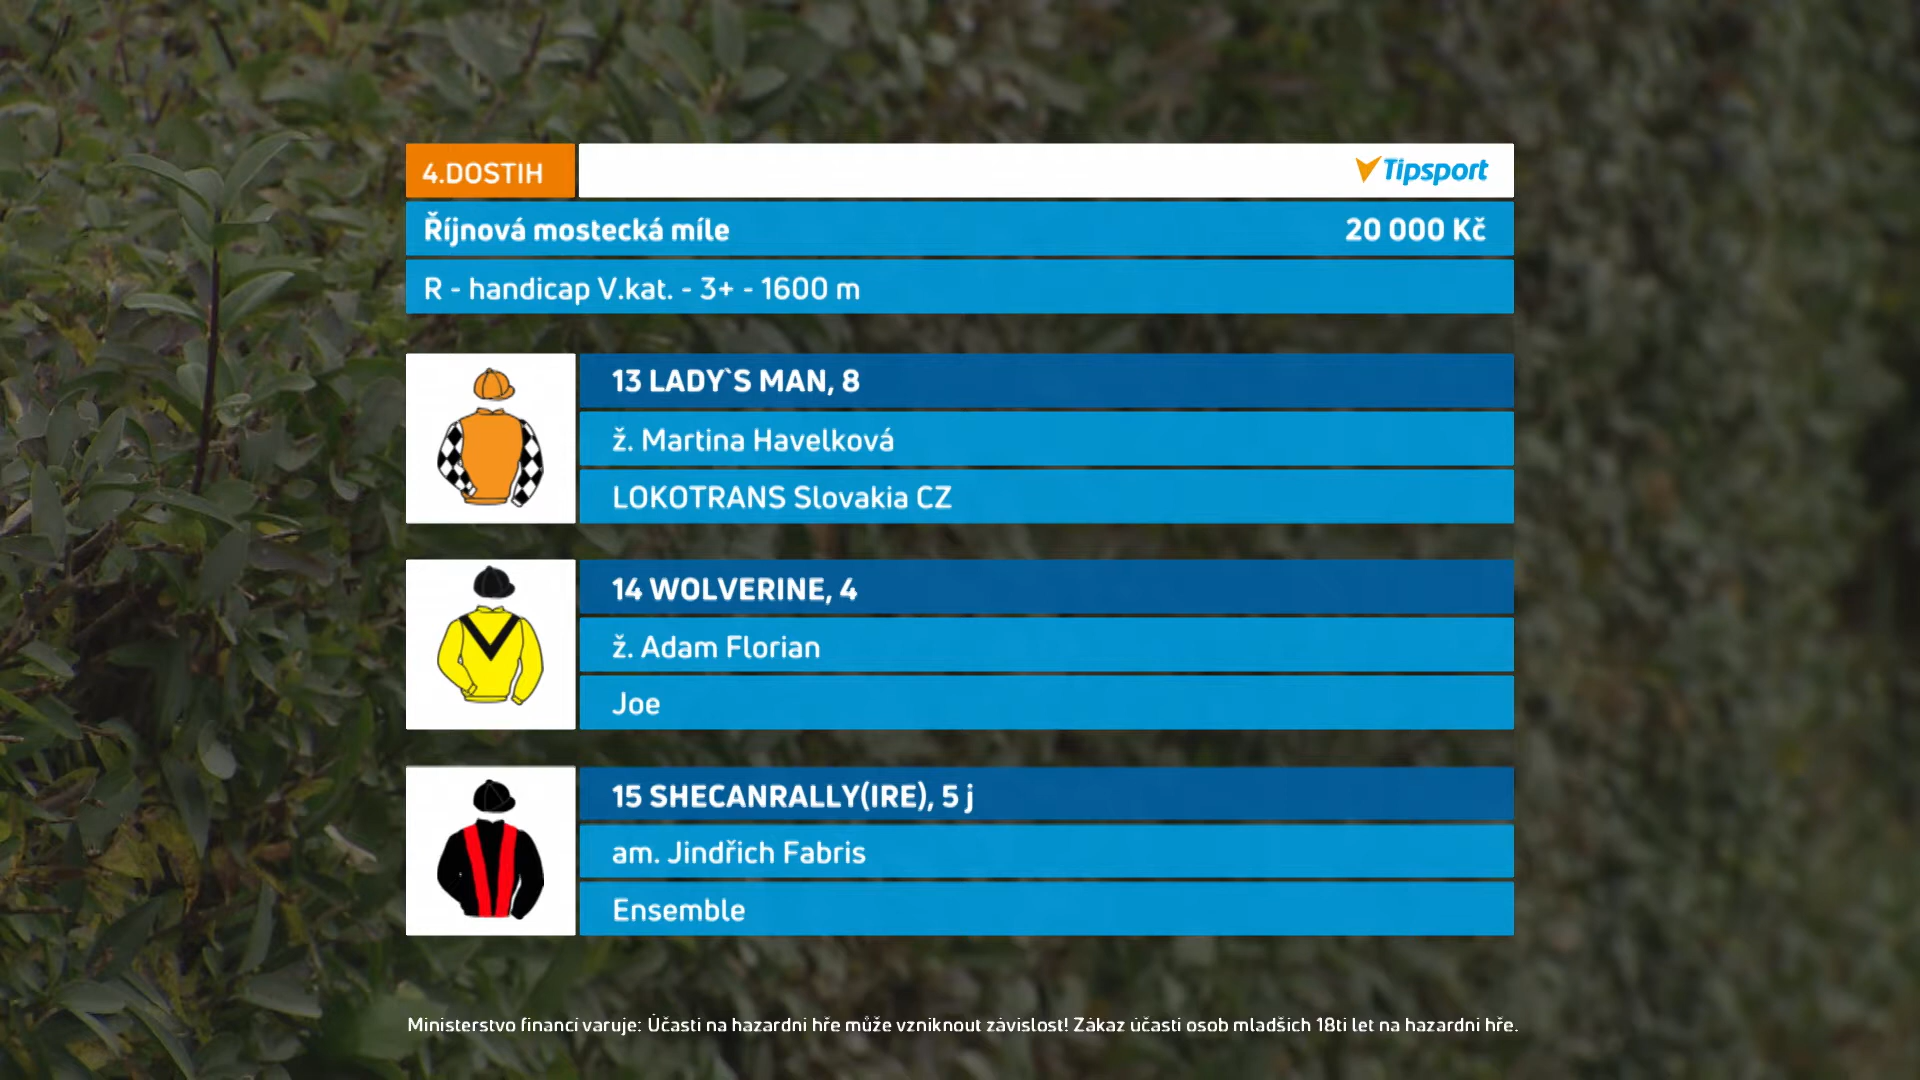 4.DOSTIH
Tipsport
Říjnová mostecká míle 20 000 Kč
R - handicap V.kat. - 3+ - 1600 m
13 LADY`S MAN, 8
ž. Martina Havelková
LOKOTRANS Slovakia CZ
14 WOLVERINE, 4
ž. Adam Florian
Joe
15 SHECANRALLY(IRE), 5 j
am. Jindřich Fabris
Ensemble
Ministerstvo financí varuje: Účastí na hazardní hře může vzniknout závislost! Zákaz účasti osob mladších 18ti let na hazardní hře.